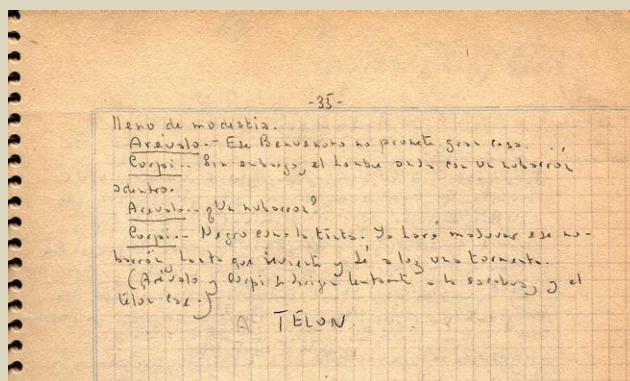 -35-
lleno de modestia.
Arévalo.- Ese Benvenuto no promete gran cosa.
Corpi.- Sin embargo, el hombre anda con un nubarrón
adentro.
Arévalo.- ¿Un nubarrón?
Corpi.- Negro como la tinta. Yo haré madurar ese nu-
barrón, hasta que reviente y dé a luz una tormenta.
(Arévalo y Corpi se dirigen lentamente a la escalera, y el
telón cae.)
TELON